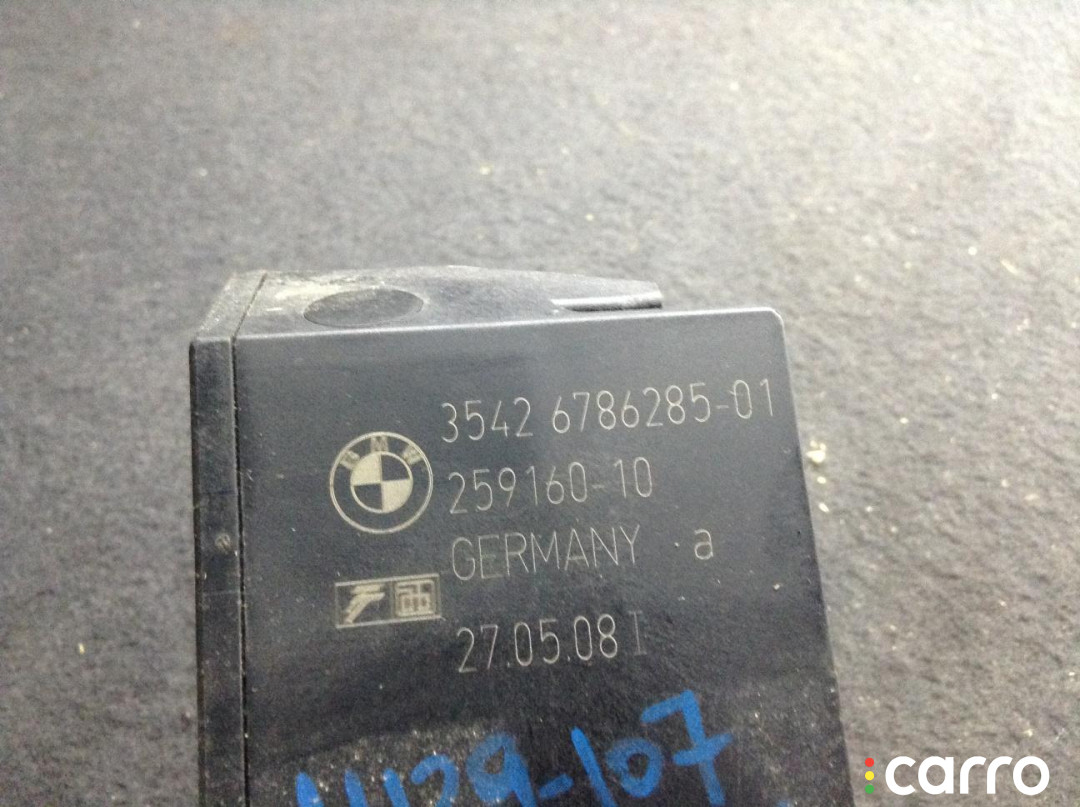 3542 6786285-01
BMW
259160-10
GERMANY a
27.05.08 I
carro